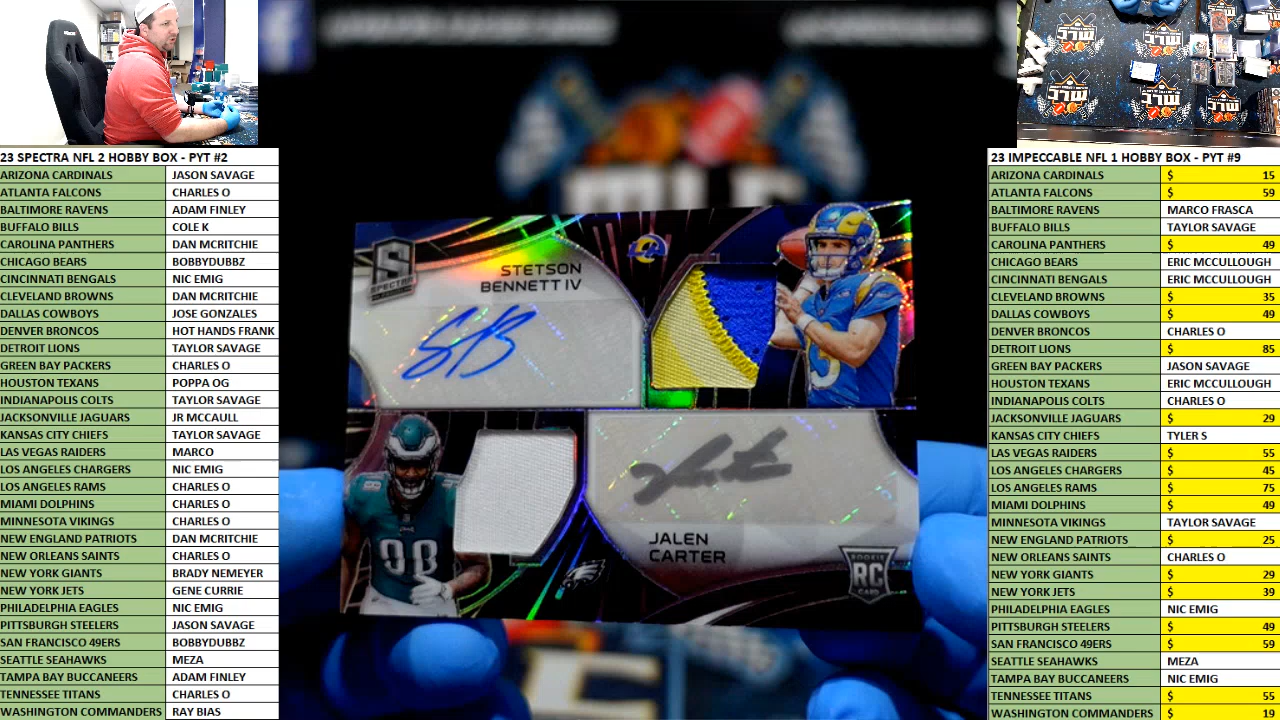 23 SPECTRA NFL 2 HOBBY BOX - PYT #2
ARIZONA CARDINALS JASON SAVAGE
ATLANTA FALCONS CHARLES O
BALTIMORE RAVENS ADAM FINLEY
BUFFALO BILLS COLE K
CAROLINA PANTHERS DAN MCRITCHIE
CHICAGO BEARS BOBBYDUBBZ
CINCINNATI BENGALS NIC EMIG
CLEVELAND BROWNS DAN MCRITCHIE
DALLAS COWBOYS JOSE GONZALES
DENVER BRONCOS HOT HANDS FRANK
DETROIT LIONS TAYLOR SAVAGE
GREEN BAY PACKERS CHARLES O
HOUSTON TEXANS POPPA OG
INDIANAPOLIS COLTS TAYLOR SAVAGE
JACKSONVILLE JAGUARS JR MCCAULL
KANSAS CITY CHIEFS TAYLOR SAVAGE
LAS VEGAS RAIDERS MARCO
LOS ANGELES CHARGERS NIC EMIG
LOS ANGELES RAMS CHARLES O
MIAMI DOLPHINS CHARLES O
MINNESOTA VIKINGS CHARLES O
NEW ENGLAND PATRIOTS DAN MCRITCHIE
NEW ORLEANS SAINTS CHARLES O
NEW YORK GIANTS BRADY NEMEYER
NEW YORK JETS GENE CURRIE
PHILADELPHIA EAGLES NIC EMIG
PITTSBURGH STEELERS JASON SAVAGE
SAN FRANCISCO 49ERS BOBBYDUBBZ
SEATTLE SEAHAWKS MEZA
TAMPA BAY BUCCANEERS ADAM FINLEY
TENNESSEE TITANS CHARLES O
WASHINGTON COMMANDERS RAY BIAS
S
SPECTRA
STETSON
BENNETT IV
SB
98
JALEN
CARTER
ROOKIE
RC
CARD
23 IMPECCABLE NFL 1 HOBBY BOX - PYT #9
ARIZONA CARDINALS $ 15
ATLANTA FALCONS $ 59
BALTIMORE RAVENS MARCO FRASCA
BUFFALO BILLS TAYLOR SAVAGE
CAROLINA PANTHERS $ 49
CHICAGO BEARS ERIC MCCULLOUGH
CINCINNATI BENGALS ERIC MCCULLOUGH
CLEVELAND BROWNS $ 35
DALLAS COWBOYS $ 49
DENVER BRONCOS CHARLES O
DETROIT LIONS $ 85
GREEN BAY PACKERS JASON SAVAGE
HOUSTON TEXANS ERIC MCCULLOUGH
INDIANAPOLIS COLTS CHARLES O
JACKSONVILLE JAGUARS $ 29
KANSAS CITY CHIEFS TYLER S
LAS VEGAS RAIDERS $ 55
LOS ANGELES CHARGERS $ 45
LOS ANGELES RAMS $ 75
MIAMI DOLPHINS $ 49
MINNESOTA VIKINGS TAYLOR SAVAGE
NEW ENGLAND PATRIOTS $ 25
NEW ORLEANS SAINTS CHARLES O
NEW YORK GIANTS $ 29
NEW YORK JETS $ 39
PHILADELPHIA EAGLES NIC EMIG
PITTSBURGH STEELERS $ 49
SAN FRANCISCO 49ERS $ 59
SEATTLE SEAHAWKS MEZA
TAMPA BAY BUCCANEERS NIC EMIG
TENNESSEE TITANS $ 55
WASHINGTON COMMANDERS $ 19